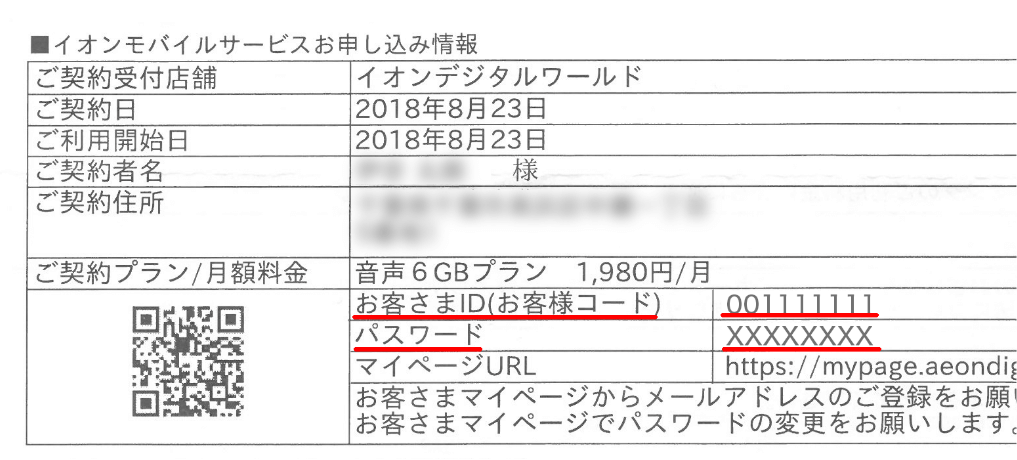 ■イオンモバイルサービスお申し込み情報
ご契約受付店舗 イオンデジタルワールド
ご契約日 2018年8月23日
ご利用開始日 2018年8月23日
ご契約者名 様
ご契約住所
ご契約プラン/月額料金 音声6GBプラン 1,980円/月
お客さまID(お客様コード) 001111111
パスワード XXXXXXXX
マイページURL https://mypage.aeondig
お客さまマイページからメールアドレスのご登録をお願い
お客さまマイページでパスワードの変更をお願いします。